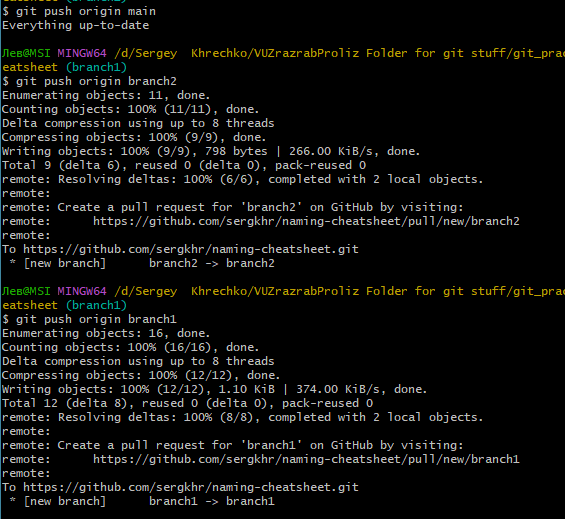 eatsheet (branch2)
$ git push origin main
Everything up-to-date
Лев@MSI MINGW64 /d/Sergey  Khrechko/VUZrazrabProliz Folder for git stuff/git_prac
eatsheet (branch1)
$ git push origin branch2
Enumerating objects: 11, done.
Counting objects: 100% (11/11), done.
Delta compression using up to 8 threads
Compressing objects: 100% (9/9), done.
Writing objects: 100% (9/9), 798 bytes | 266.00 KiB/s, done.
Total 9 (delta 6), reused 0 (delta 0), pack-reused 0
remote: Resolving deltas: 100% (6/6), completed with 2 local objects.
remote:
remote: Create a pull request for 'branch2' on GitHub by visiting:
remote:      https://github.com/sergkhr/naming-cheatsheet/pull/new/branch2
remote:
To https://github.com/sergkhr/naming-cheatsheet.git
 * [new branch]      branch2 -> branch2
Лев@MSI MINGW64 /d/Sergey  Khrechko/VUZrazrabProliz Folder for git stuff/git_prac
eatsheet (branch1)
$ git push origin branch1
Enumerating objects: 16, done.
Counting objects: 100% (16/16), done.
Delta compression using up to 8 threads
Compressing objects: 100% (12/12), done.
Writing objects: 100% (12/12), 1.10 KiB | 374.00 KiB/s, done.
Total 12 (delta 8), reused 0 (delta 0), pack-reused 0
remote: Resolving deltas: 100% (8/8), completed with 2 local objects.
remote:
remote: Create a pull request for 'branch1' on GitHub by visiting:
remote:      https://github.com/sergkhr/naming-cheatsheet/pull/new/branch1
remote:
To https://github.com/sergkhr/naming-cheatsheet.git
 * [new branch]      branch1 -> branch1